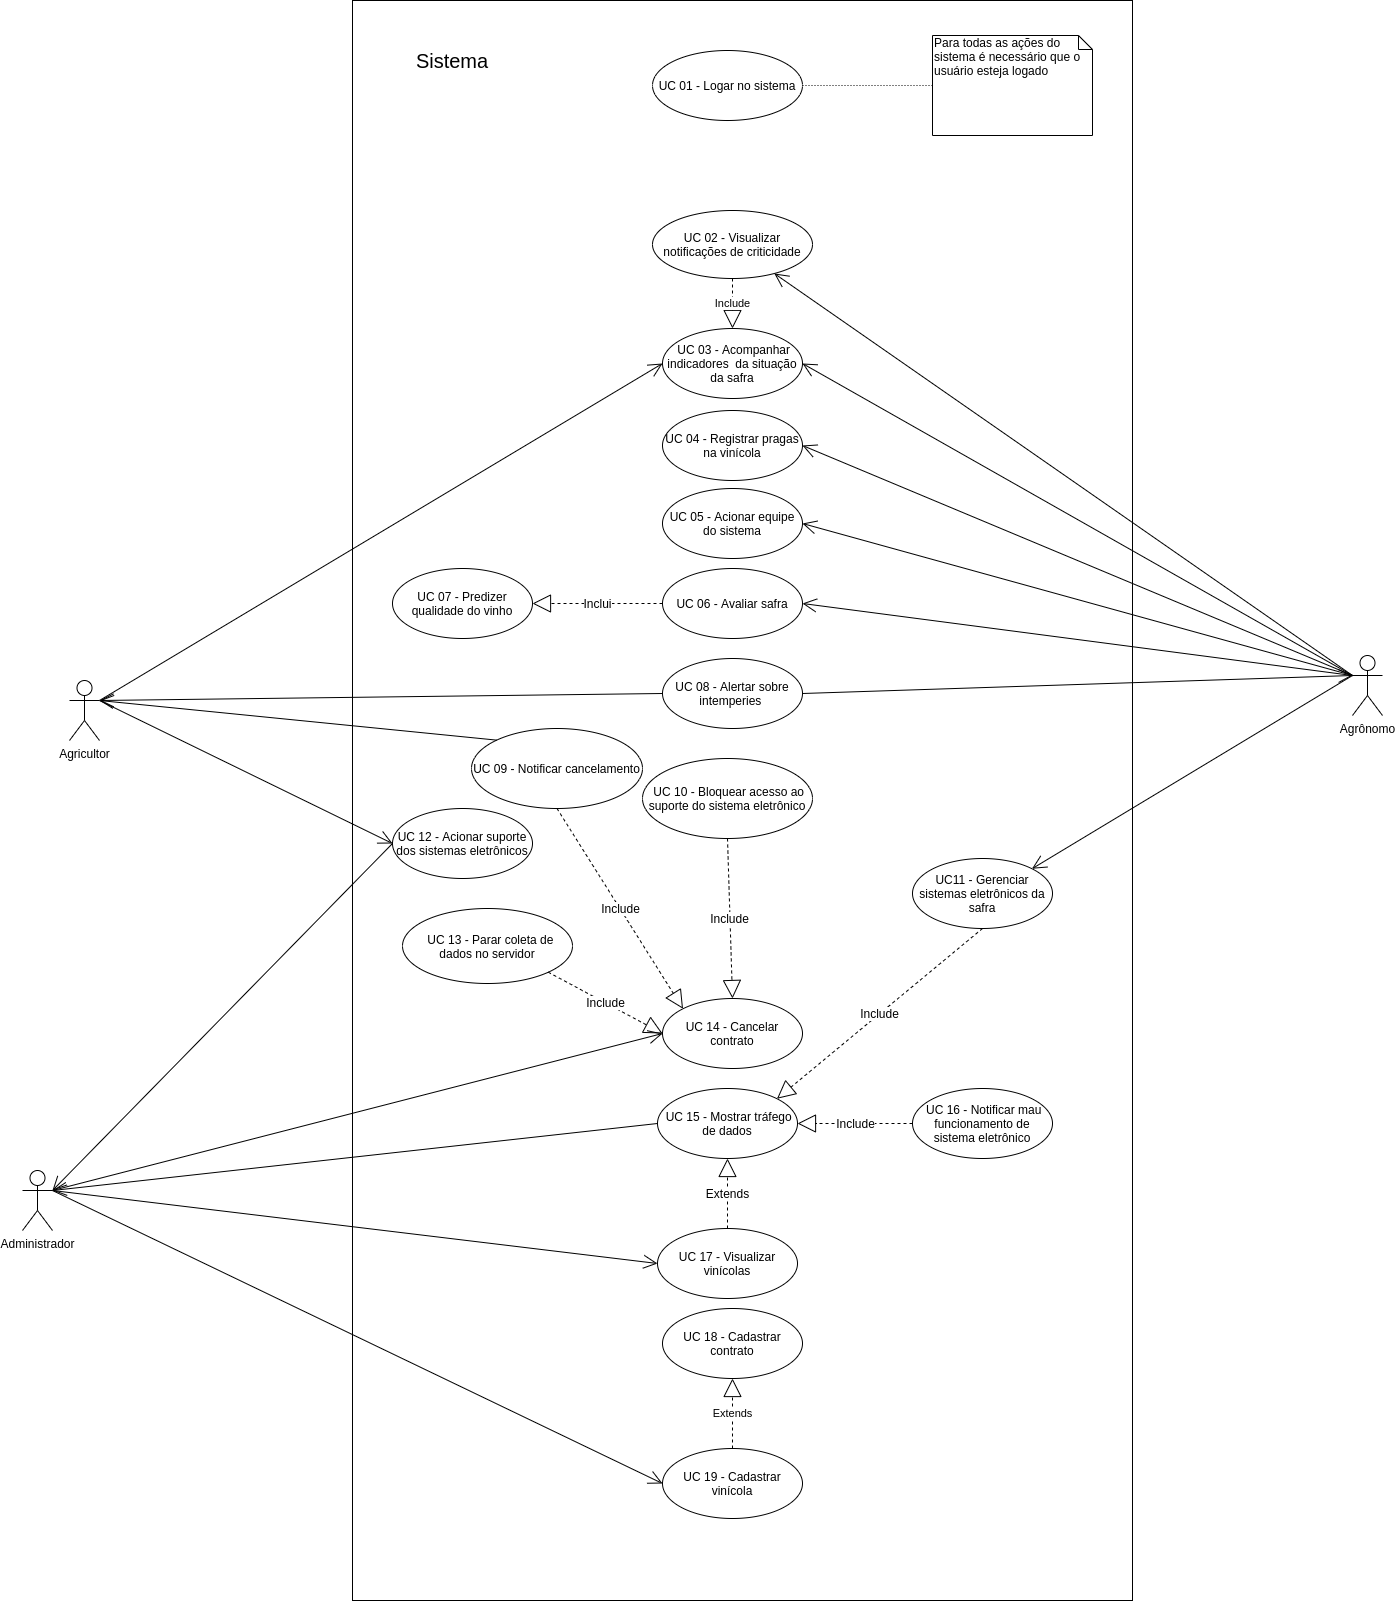 Sistema
UC 01 - Logar no sistema
Para todas as ações do
sistema é necessário que o
usuário esteja logado
UC 02 - Visualizar
notificações de criticidade
Include
UC 03 - Acompanhar
indicadores da situação
da safra
UC 04 - Registrar pragas
na vinícola
UC 05 - Acionar equipe
do sistema
UC 07 - Predizer
qualidade do vinho
Inclui
UC 06 - Avaliar safra
UC 08 - Alertar sobre
intemperies
Agricultor
Agrônomo
UC 09 - Notificar cancelamento
UC 10 - Bloquear acesso ao
suporte do sistema eletrônico
UC 12 - Acionar suporte
dos sistemas eletrônicos
UC11 - Gerenciar
sistemas eletrônicos da
safra
Include
Include
UC 13 - Parar coleta de
dados no servidor
Include
Include
UC 14 - Cancelar
contrato
UC 15 - Mostrar tráfego
de dados
Include
UC 16 - Notificar mau
funcionamento de
sistema eletrônico
Extends
Administrador
UC 17 - Visualizar
vinícolas
UC 18 - Cadastrar
contrato
Extends
UC 19 - Cadastrar
vinícola